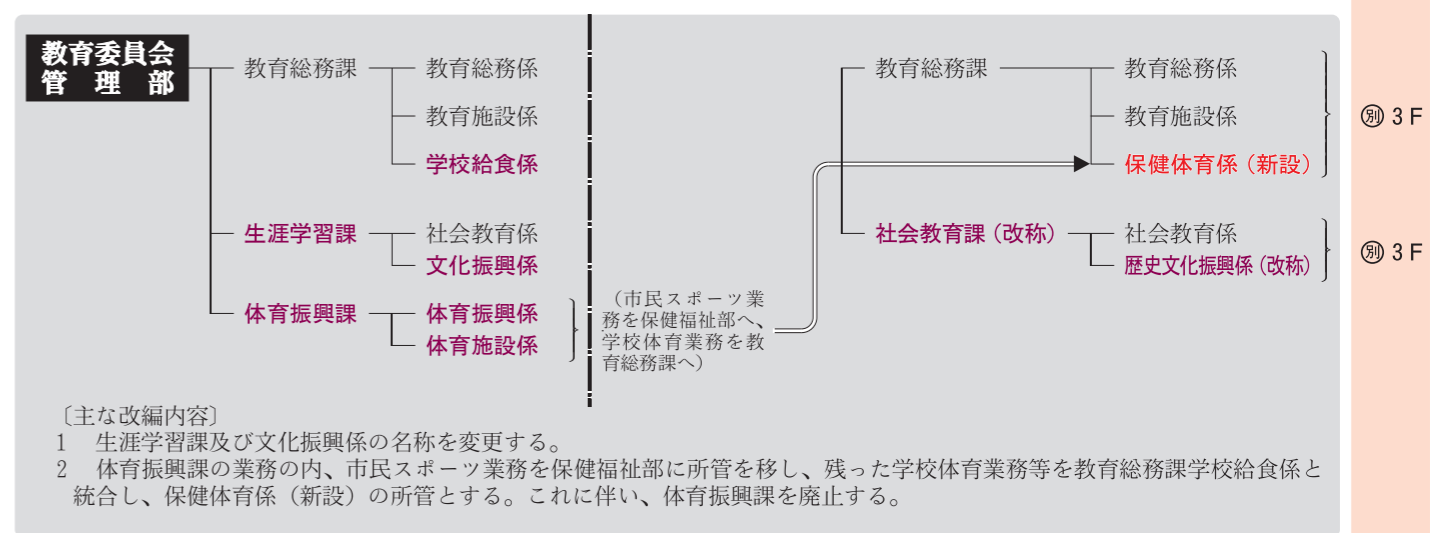 教育委員会
管理部
教育総務課
教育総務係
教育施設係
学校給食係
生涯学習課
社会教育係
文化振興係
体育振興課
体育振興係
体育施設係
(市民スポーツ業
務を保健福祉部へ、
学校体育業務を教
育総務課へ)
教育総務課
教育総務係
教育施設係
保健体育係(新設)
別 3F
社会教育課(改称)
社会教育係
歴史文化振興係(改称)
別 3F
〔主な改編内容〕
1 生涯学習課及び文化振興係の名称を変更する。
2 体育振興課の業務の内、市民スポーツ業務を保健福祉部に所管を移し、残った学校体育業務等を教育総務課学校給食係と
統合し、保健体育係(新設)の所管とする。これに伴い、体育振興課を廃止する。